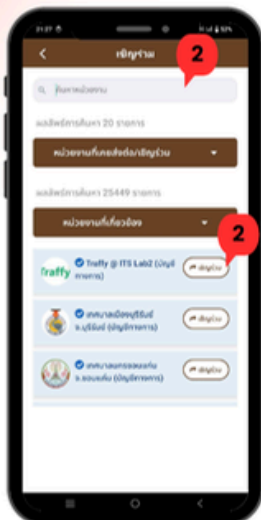 เชิญร่วม
2
ค้นหาหน่วยงาน
ผลลัพธ์การค้นหา 20 รายการ
หน่วยงานที่เคยส่งต่อ/เชิญร่วม
ผลลัพธ์การค้นหา 25449 รายการ
หน่วยงานที่เกี่ยวข้อง
2
Traffy
Traffy @ ITS Lab2 (บัญชีทางการ)
เชิญร่วม
เทศบาลเมืองบุรีรัมย์
จ.บุรีรัมย์ (บัญชีทางการ)
เชิญร่วม
เทศบาลนครขอนแก่น
จ.ขอนแก่น (บัญชีทางการ)
เชิญร่วม